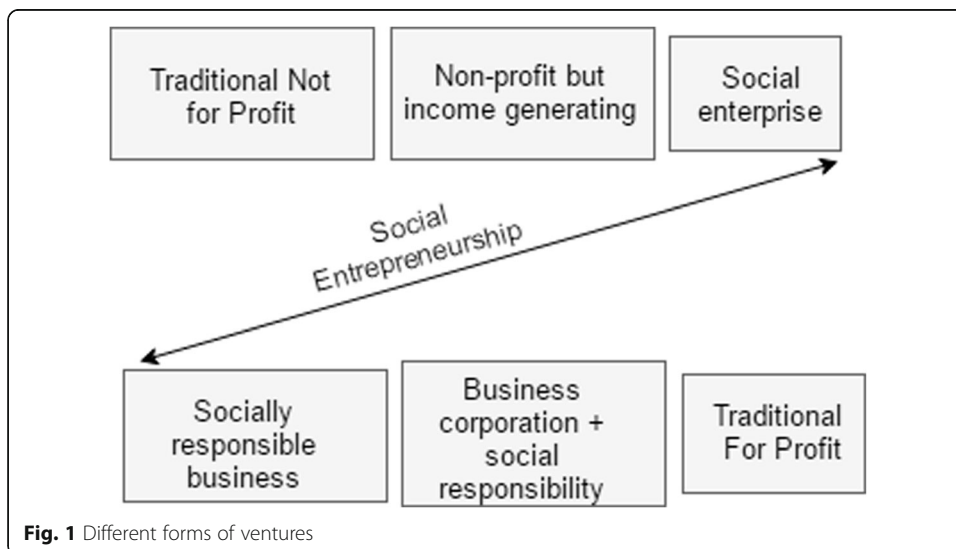 Traditional Not
for Profit
Non-profit but
income generating
Social
enterprise
Social
Entrepreneurship
Socially
responsible
business
Business
corporation +
social
responsibility
Traditional
For Profit
Fig. 1 Different forms of ventures